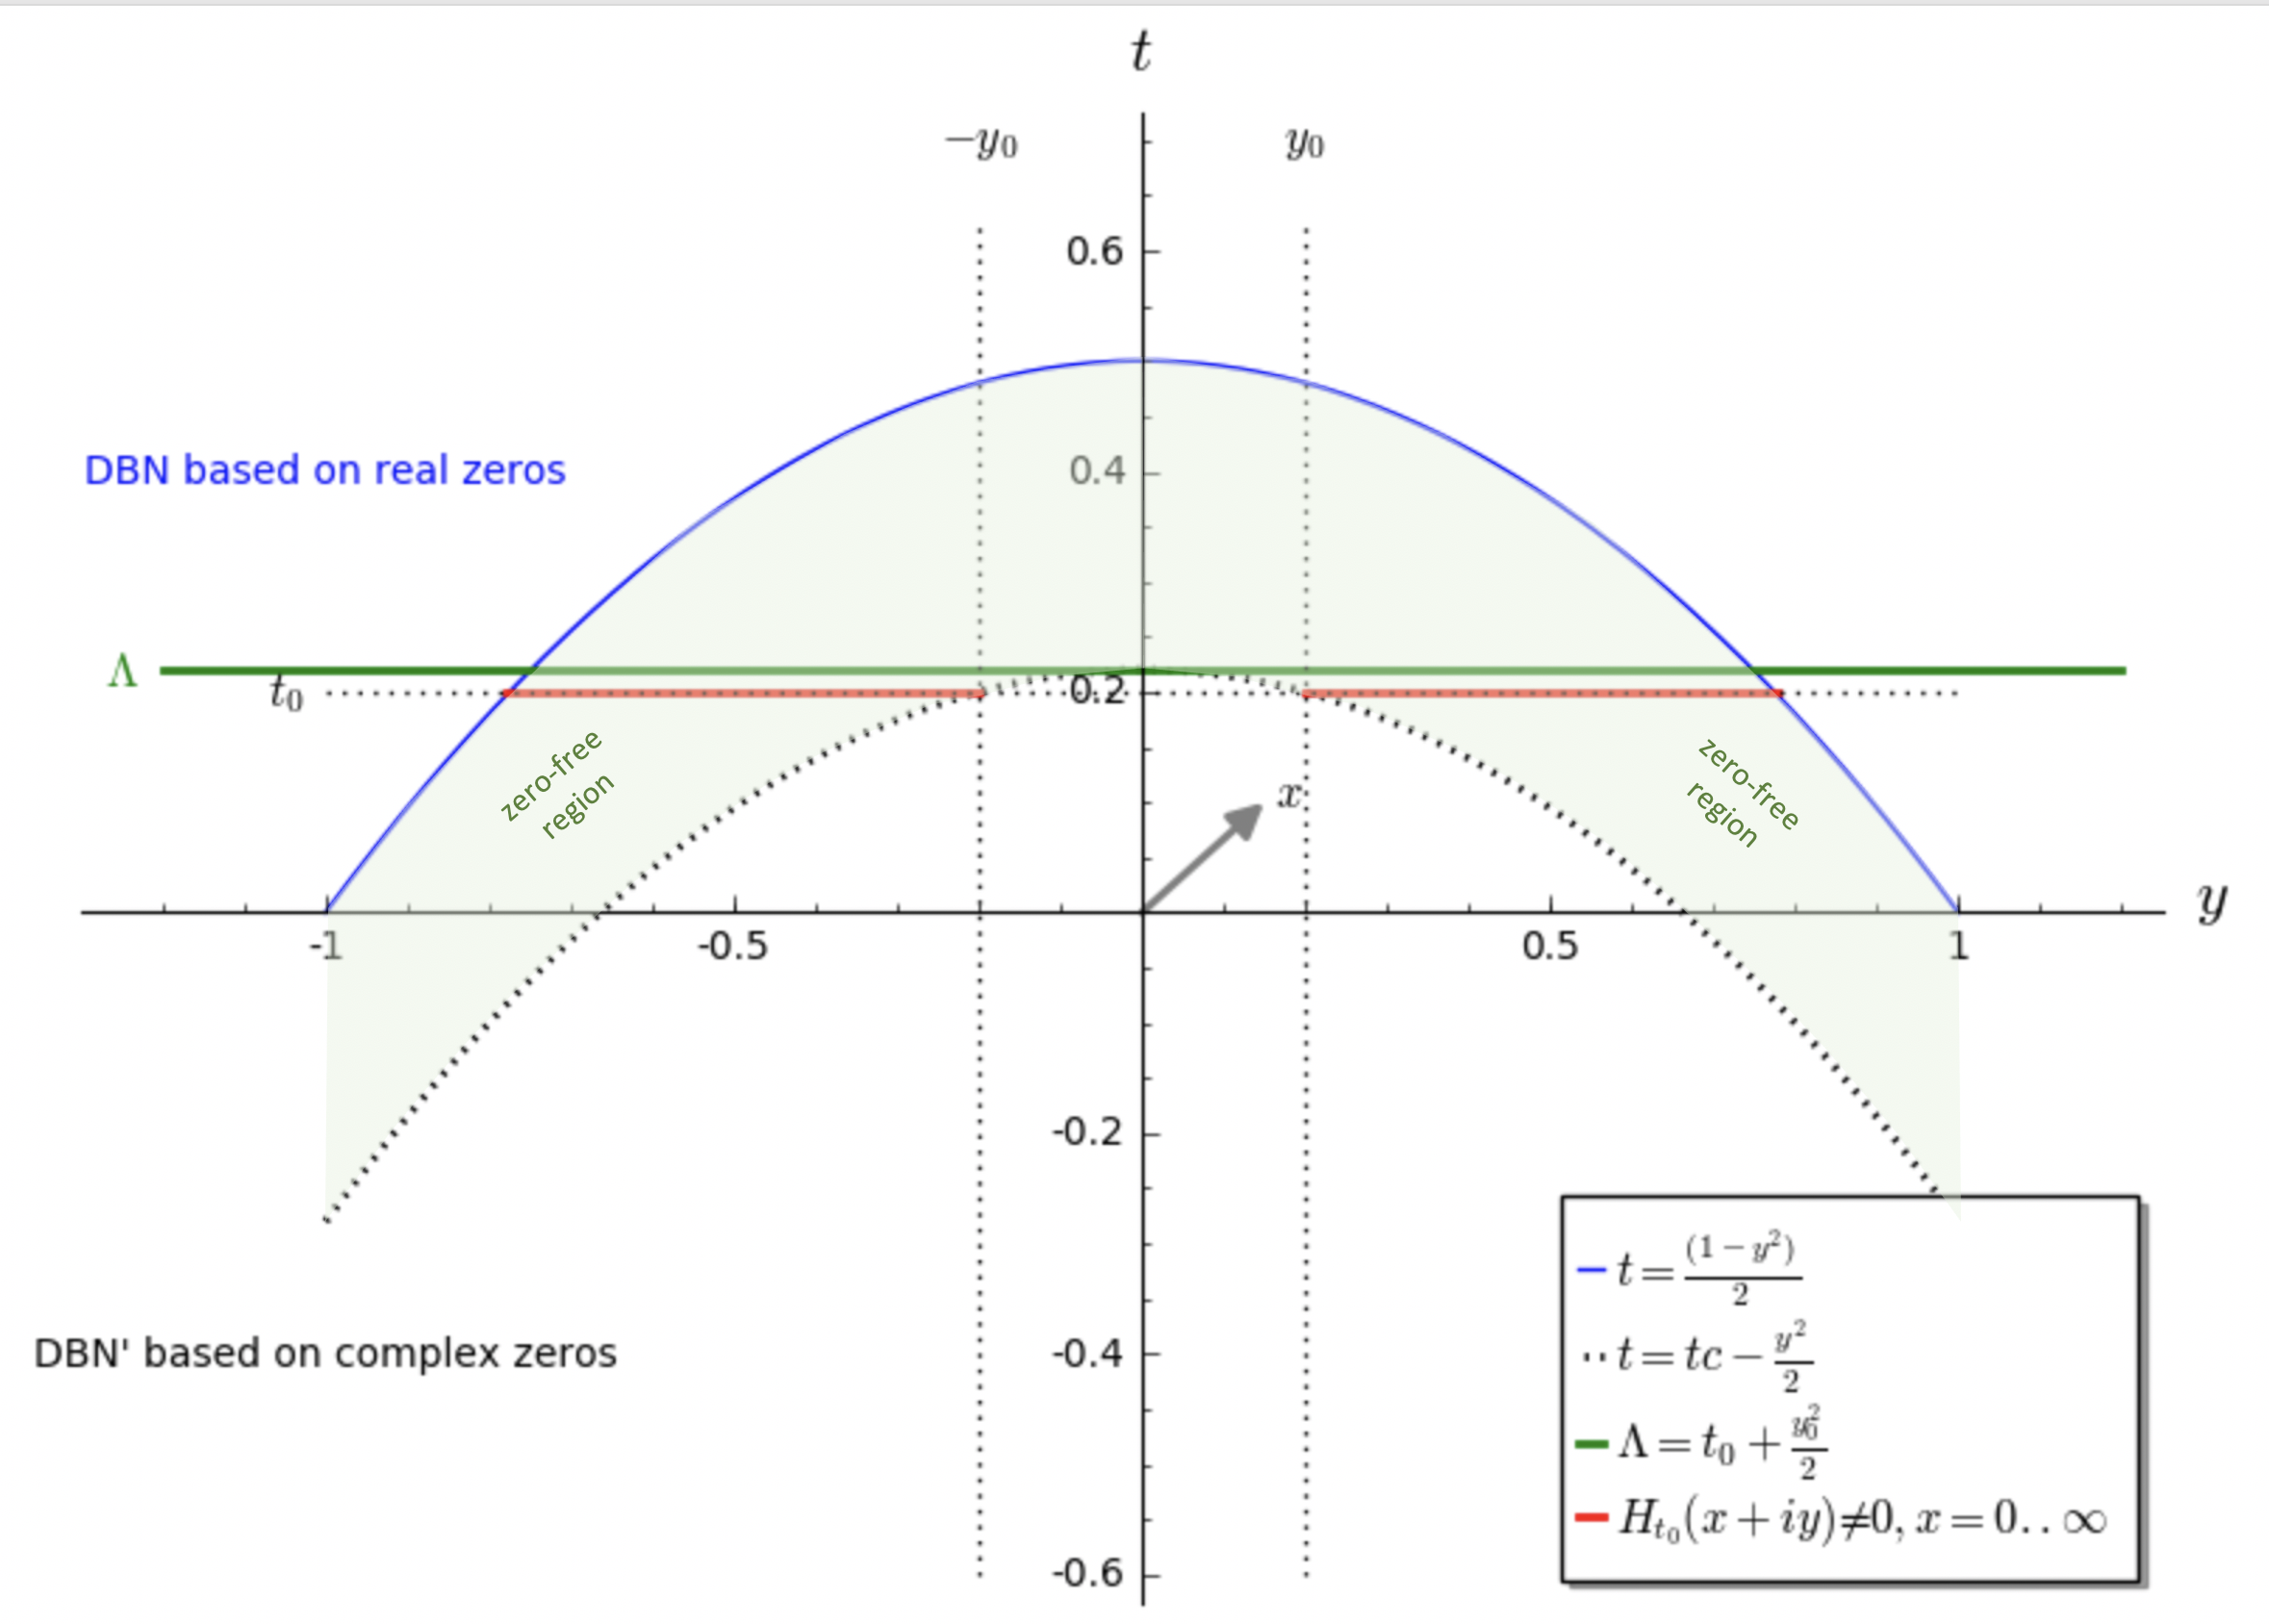 t
−y₀
y₀
0.6
DBN based on real zeros
0.4
Λ
t₀
0.2
zero-free
region
zero-free
region
x
y
-1
-0.5
0.5
1
-0.2
DBN' based on complex zeros
-0.4
-0.6
t = (1 − y²)/2
t = tc − y²/2
Λ = t₀ + y₀²/2
H_{t₀}(x + iy) ≠ 0, x = 0.. ∞